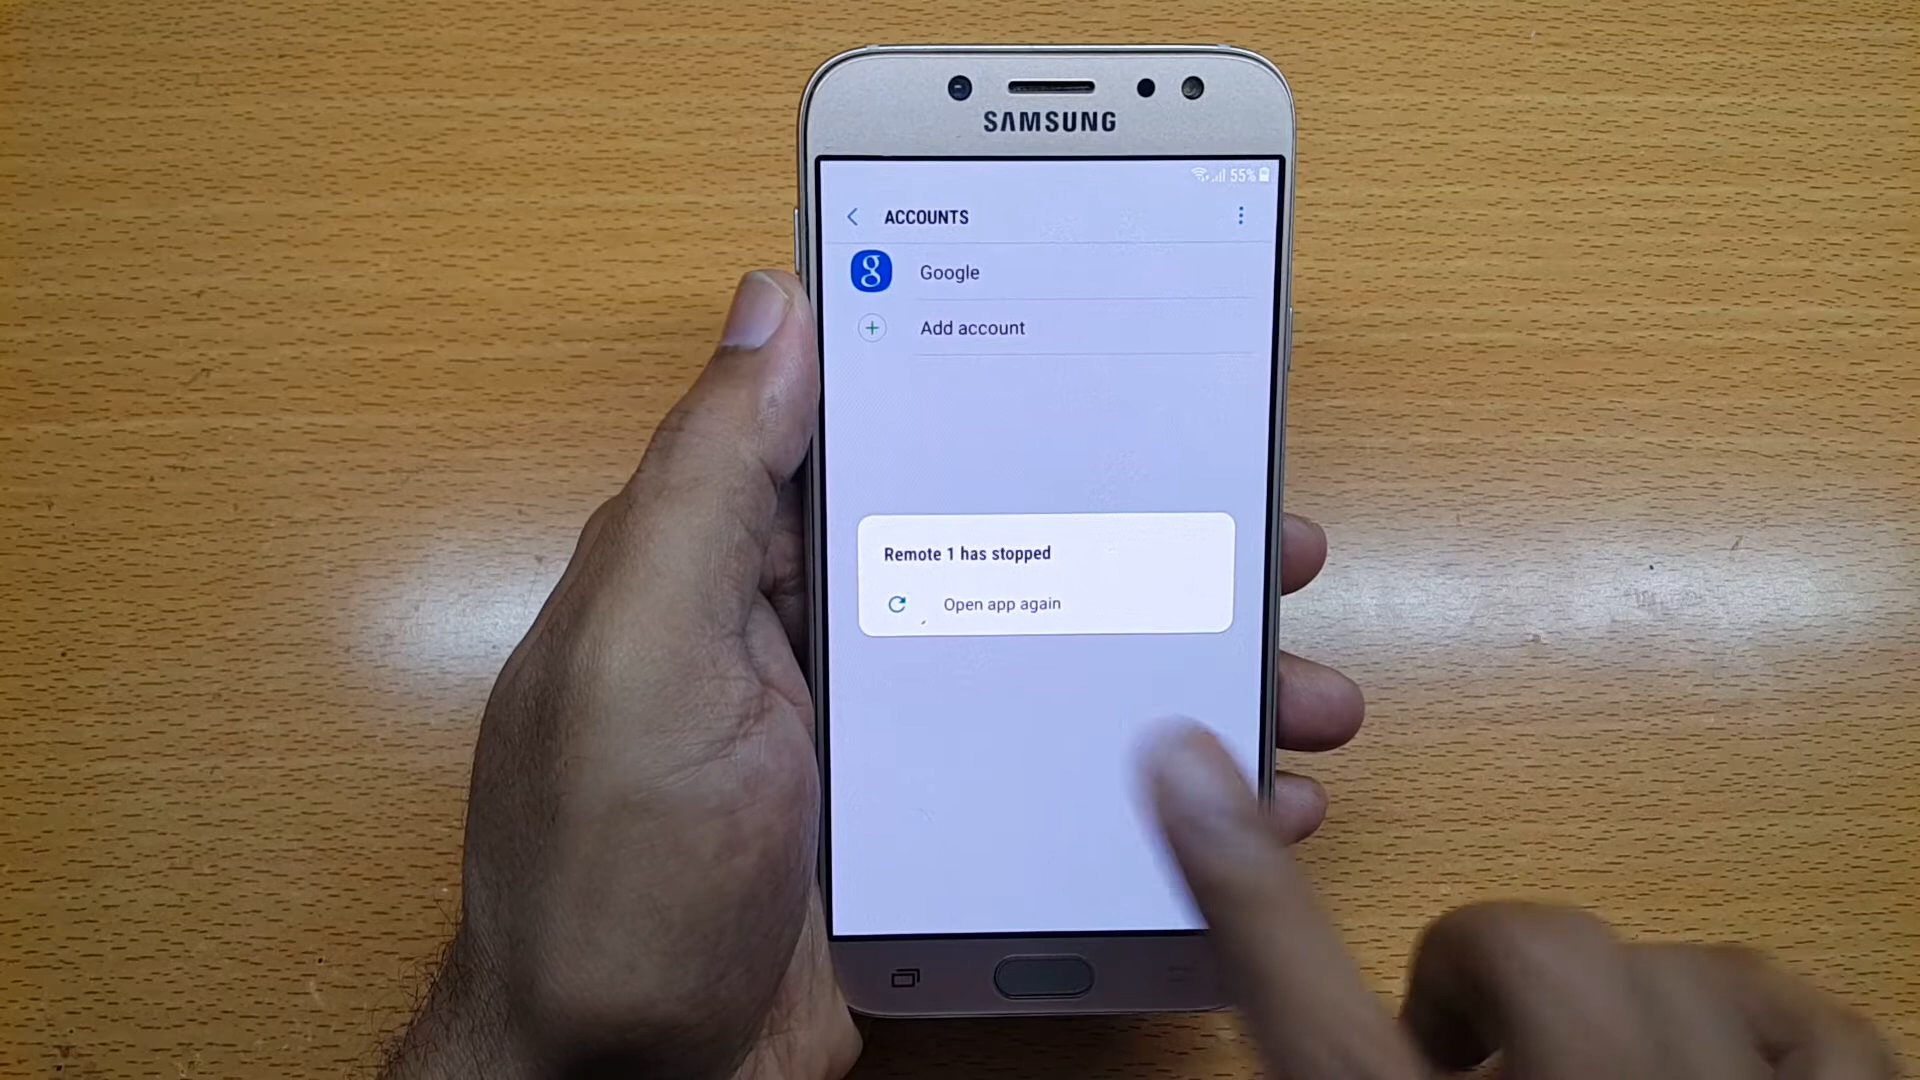 SAMSUNG
55%
ACCOUNTS
Google
Add account
Remote 1 has stopped
Open app again